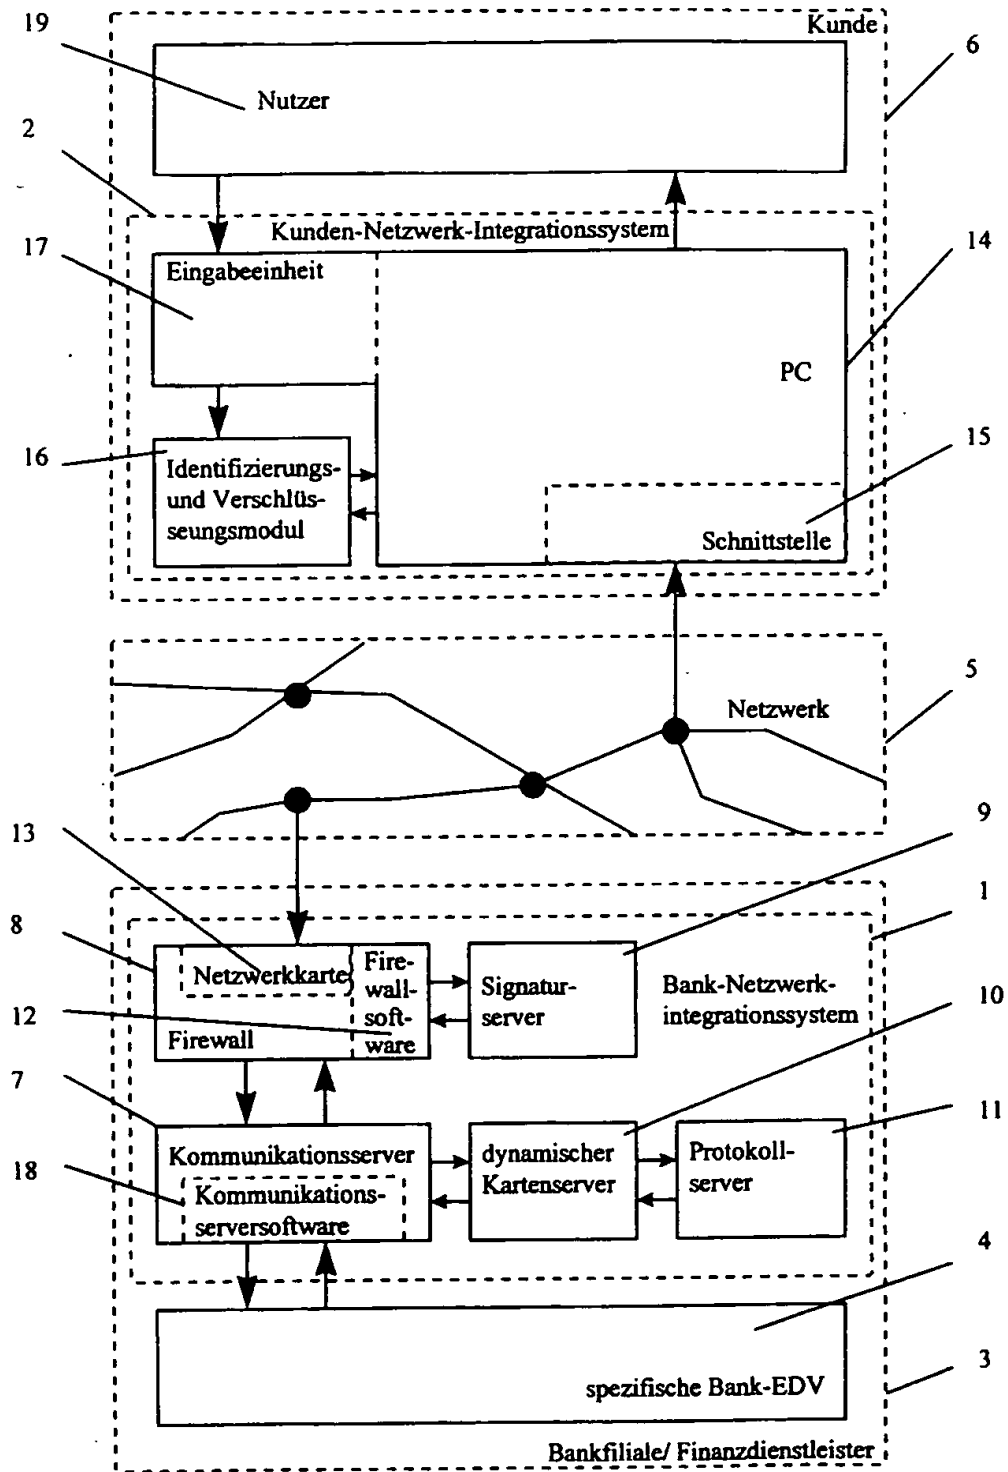 19
Kunde
6
Nutzer
2
Kunden-Netzwerk-Integrationssystem
17
Eingabeeinheit
14
PC
16
Identifizierungs-
und Verschlüs-
seungsmodul
15
Schnittstelle
5
Netzwerk
9
13
1
8
Netzwerkkarte
Fire-
wall-
soft-
ware
Signatur-
server
Bank-Netzwerk-
integrationssystem
10
12
Firewall
7
11
Kommunikationsserver
dynamischer
Kartenserver
Protokoll-
server
18
Kommunikations-
serversoftware
4
spezifische Bank-EDV
3
Bankfiliale/ Finanzdienstleister